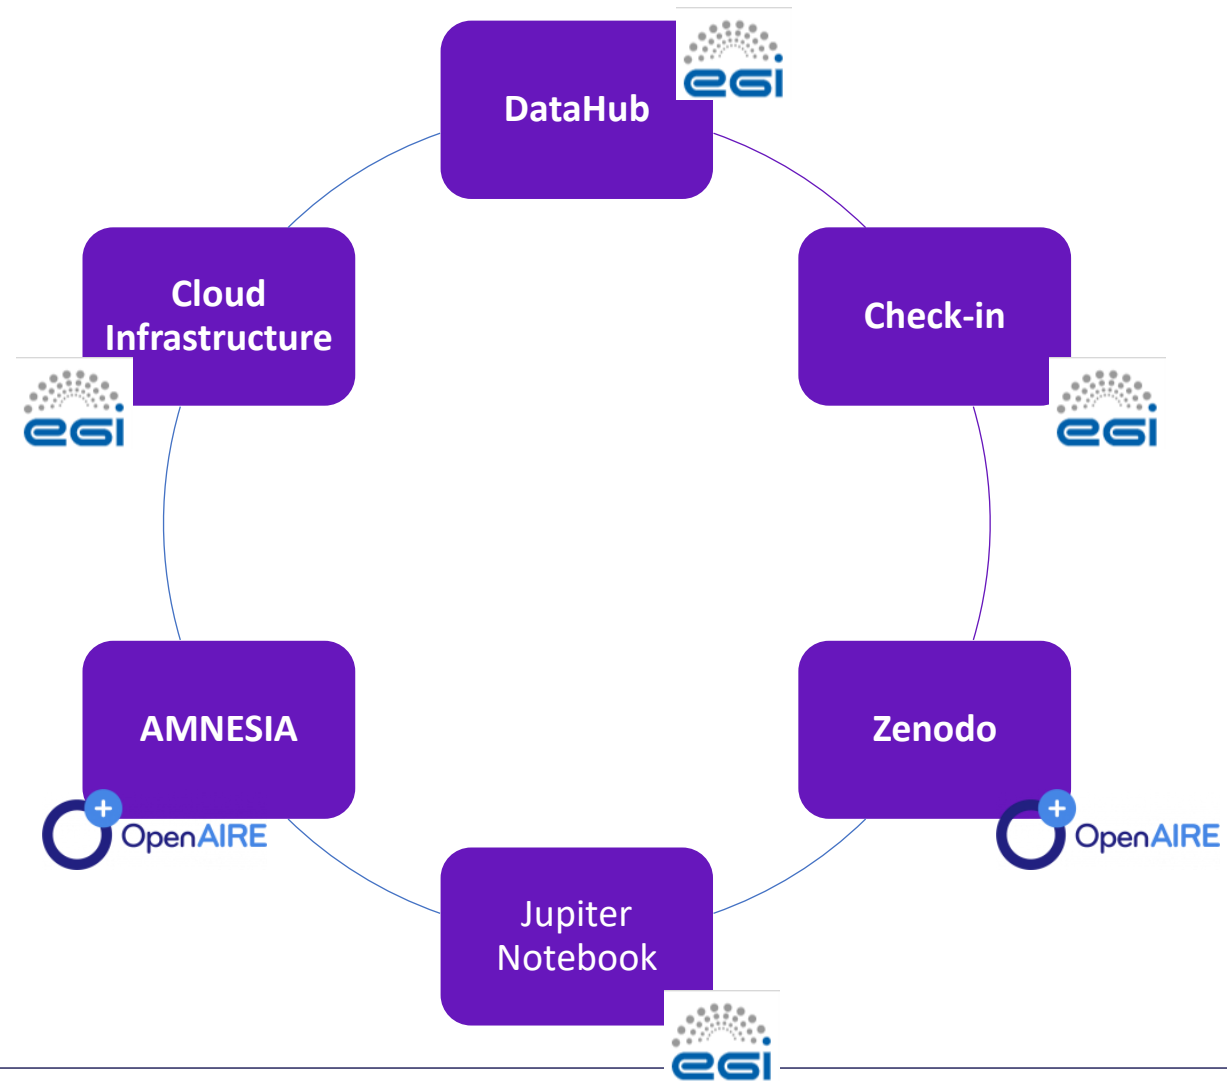 DataHub
egi
Cloud
Infrastructure
egi
Check-in
egi
AMNESIA
OpenAIRE
Zenodo
OpenAIRE
Jupiter
Notebook
egi